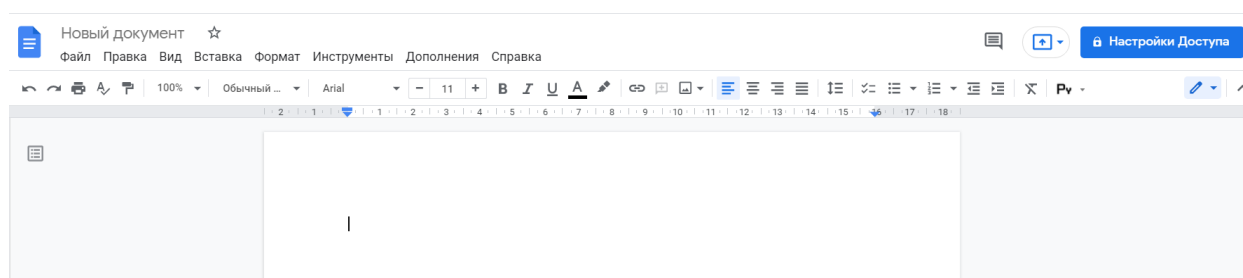 Новый документ
Файл Правка Вид Вставка Формат Инструменты Дополнения Справка
Настройки Доступа
100% Обычный ... Arial 11 B I U A Pγ
2 1 1 2 3 4 5 6 7 8 9 10 11 12 13 14 15 16 17 18